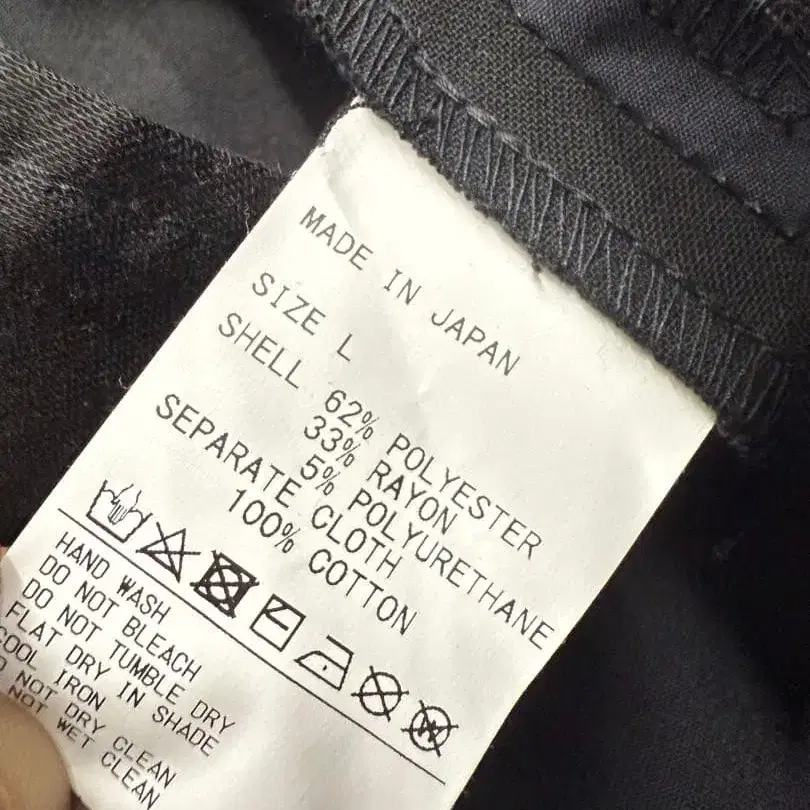 MADE IN JAPAN
SIZE L
SHELL 62% POLYESTER
33% RAYON
5% POLYURETHANE
SEPARATE CLOTH
100% COTTON
HAND WASH
DO NOT BLEACH
DO NOT TUMBLE DRY
FLAT DRY IN SHADE
COOL IRON
NOT DRY CLEAN
NOT WET CLEAN